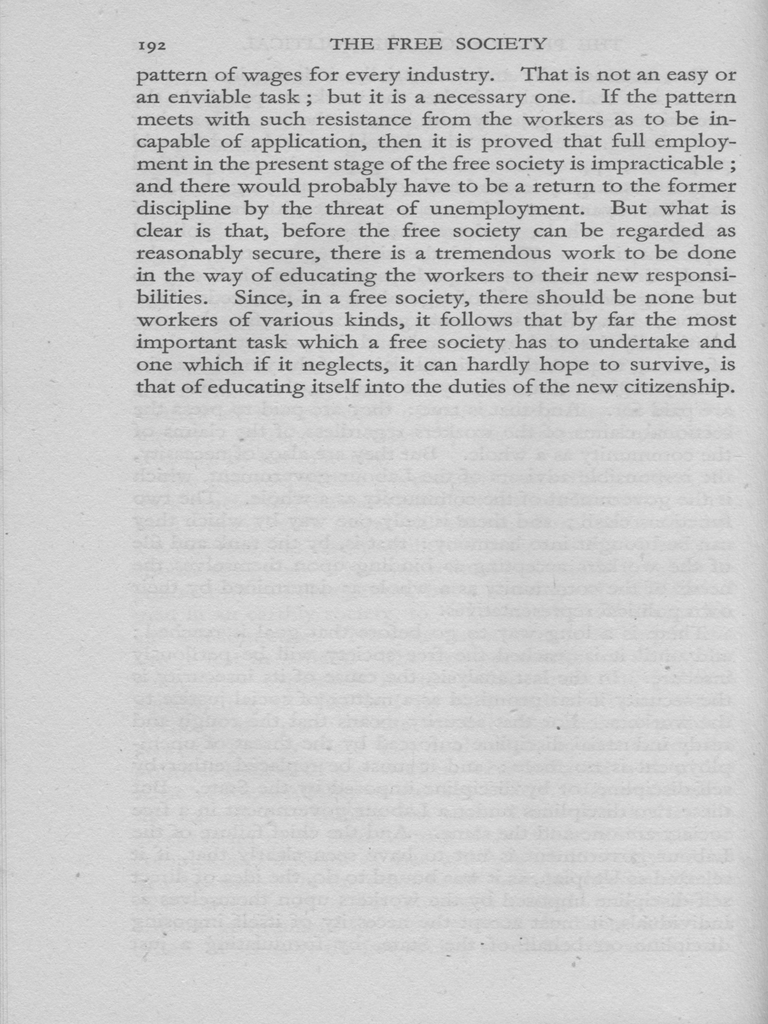 192 THE FREE SOCIETY
pattern of wages for every industry. That is not an easy or
an enviable task ; but it is a necessary one. If the pattern
meets with such resistance from the workers as to be in-
capable of application, then it is proved that full employ-
ment in the present stage of the free society is impracticable ;
and there would probably have to be a return to the former
discipline by the threat of unemployment. But what is
clear is that, before the free society can be regarded as
reasonably secure, there is a tremendous work to be done
in the way of educating the workers to their new responsi-
bilities. Since, in a free society, there should be none but
workers of various kinds, it follows that by far the most
important task which a free society has to undertake and
one which if it neglects, it can hardly hope to survive, is
that of educating itself into the duties of the new citizenship.